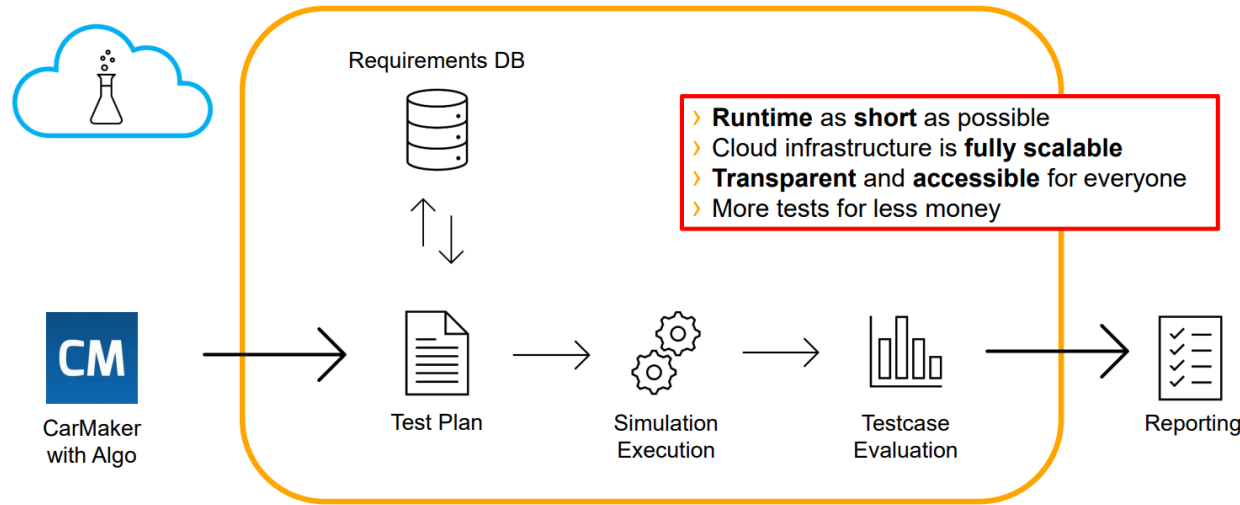 Requirements DB
› Runtime as short as possible
› Cloud infrastructure is fully scalable
› Transparent and accessible for everyone
› More tests for less money
CM
CarMaker
with Algo
Test Plan
Simulation
Execution
Testcase
Evaluation
Reporting